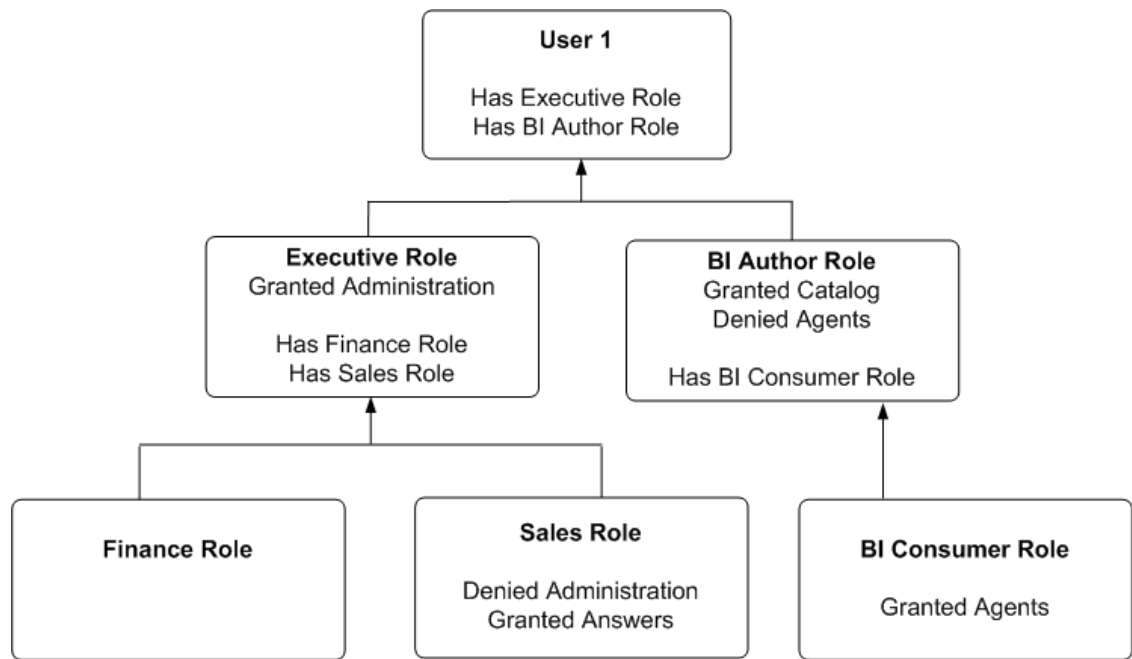 User 1
Has Executive Role
Has BI Author Role
Executive Role
Granted Administration
Has Finance Role
Has Sales Role
BI Author Role
Granted Catalog
Denied Agents
Has BI Consumer Role
Finance Role
Sales Role
Denied Administration
Granted Answers
BI Consumer Role
Granted Agents